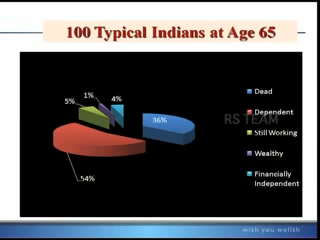 100 Typical Indians at Age 65
1%
4%
5%
36%
54%
Dead
Dependent
RS TEAM
Still Working
Wealthy
Financially
Independent
wish you wellth